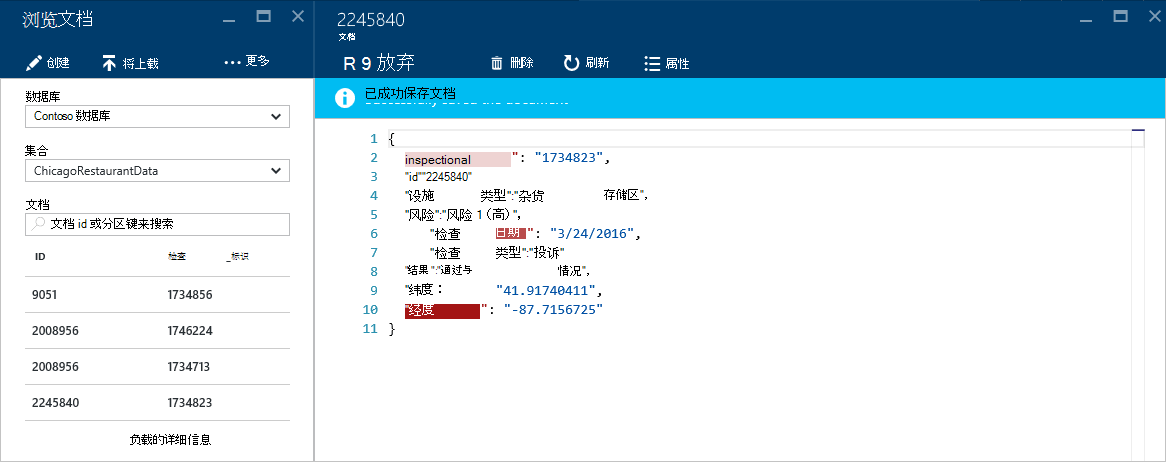 浏览文档
创建 将上载 更多
数据库
Contoso 数据库
集合
ChicagoRestaurantData
文档
文档 id 或分区键来搜索
ID 检查 _标识
9051 1734856
2008956 1746224
2008956 1734713
2245840 1734823
负载的详细信息
2245840
文档
R 9 放弃 删除 刷新 属性
已成功保存文档
1 {
2 inspectional ": "1734823",
3 "id""2245840"
4 "设施 类型":"杂货 存储区",
5 "风险":"风险 1 (高)",
6 "检查 日期 ": "3/24/2016",
7 "检查 类型":"投诉"
8 "结果":"通过与 情况",
9 "纬度: "41.91740411",
10 "经度 ": "-87.7156725"
11 }